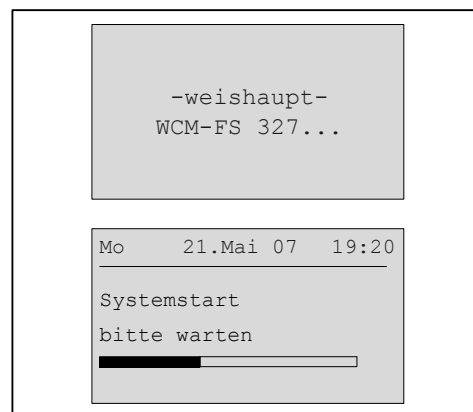 -weishaupt-
WCM-FS 327...
Mo 21.Mai 07 19:20
Systemstart
bitte warten